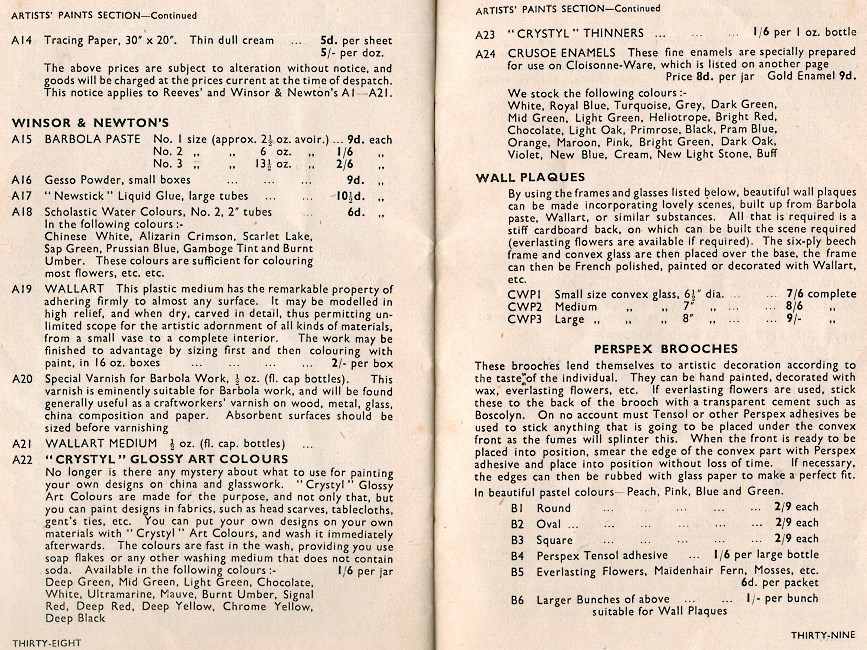 ARTISTS' PAINTS SECTION—Continued
A14 Tracing Paper, 30" x 20". Thin dull cream ... 5d. per sheet
5/- per doz.
The above prices are subject to alteration without notice, and
goods will be charged at the prices current at the time of despatch.
This notice applies to Reeves' and Winsor & Newton's A1—A21.
WINSOR & NEWTON'S
A15 BARBOLA PASTE No. 1 size (approx. 2½ oz. avoir.) ... 9d. each
No. 2 ,, ,, 6 oz. ,, 1/6 ,,
No. 3 ,, ,, 13½ oz. ,, 2/6 ,,
A16 Gesso Powder, small boxes ... ... ... 9d. ,,
A17 "Newstick" Liquid Glue, large tubes ... ... 10½d. ,,
A18 Scholastic Water Colours, No. 2, 2" tubes ... 6d. ,,
In the following colours :-
Chinese White, Alizarin Crimson, Scarlet Lake,
Sap Green, Prussian Blue, Gamboge Tint and Burnt
Umber. These colours are sufficient for colouring
most flowers, etc. etc.
A19 WALLART This plastic medium has the remarkable property of
adhering firmly to almost any surface. It may be modelled in
high relief, and when dry, carved in detail, thus permitting un-
limited scope for the artistic adornment of all kinds of materials,
from a small vase to a complete interior. The work may be
finished to advantage by sizing first and then colouring with
paint, in 16 oz. boxes ... ... ... ... 2/- per box
A20 Special Varnish for Barbola Work, ½ oz. (fl. cap bottles). This
varnish is eminently suitable for Barbola work, and will be found
generally useful as a craftworkers' varnish on wood, metal, glass,
china composition and paper. Absorbent surfaces should be
sized before varnishing
A21 WALLART MEDIUM ½ oz. (fl. cap. bottles) ...
A22 "CRYSTYL" GLOSSY ART COLOURS
No longer is there any mystery about what to use for painting
your own designs on china and glasswork. "Crystyl" Glossy
Art Colours are made for the purpose, and not only that, but
you can paint designs in fabrics, such as head scarves, tablecloths,
gent's ties, etc. You can put your own designs on your own
materials with "Crystyl" Art Colours, and wash it immediately
afterwards. The colours are fast in the wash, providing you use
soap flakes or any other washing medium that does not contain
soda. Available in the following colours :- 1/6 per jar
Deep Green, Mid Green, Light Green, Chocolate,
White, Ultramarine, Mauve, Burnt Umber, Signal
Red, Deep Red, Deep Yellow, Chrome Yellow,
Deep Black
THIRTY-EIGHT
ARTISTS' PAINTS SECTION—Continued
A23 "CRYSTYL" THINNERS ... ... ... 1/6 per 1 oz. bottle
A24 CRUSOE ENAMELS These fine enamels are specially prepared
for use on Cloisonne-Ware, which is listed on another page
Price 8d. per jar Gold Enamel 9d.
We stock the following colours :-
White, Royal Blue, Turquoise, Grey, Dark Green,
Mid Green, Light Green, Heliotrope, Bright Red,
Chocolate, Light Oak, Primrose, Black, Pram Blue,
Orange, Maroon, Pink, Bright Green, Dark Oak,
Violet, New Blue, Cream, New Light Stone, Buff
WALL PLAQUES
By using the frames and glasses listed below, beautiful wall plaques
can be made incorporating lovely scenes, built up from Barbola
paste, Wallart, or similar substances. All that is required is a
stiff cardboard back, on which can be built the scene required
(everlasting flowers are available if required). The six-ply beech
frame and convex glass are then placed over the base, the frame
can then be French polished, painted or decorated with Wallart,
etc.
CWP1 Small size convex glass, 6½" dia. ... ... 7/6 complete
CWP2 Medium ,, ,, 7" ,, ... ... 8/6 ,,
CWP3 Large ,, ,, ,, 8" ,, ... ... 9/- ,,
PERSPEX BROOCHES
These brooches lend themselves to artistic decoration according to
the taste of the individual. They can be hand painted, decorated with
wax, everlasting flowers, etc. If everlasting flowers are used, stick
these to the back of the brooch with a transparent cement such as
Boscolyn. On no account must Tensol or other Perspex adhesives be
used to stick anything that is going to be placed under the convex
front as the fumes will splinter this. When the front is ready to be
placed into position, smear the edge of the convex part with Perspex
adhesive and place into position without loss of time. If necessary,
the edges can then be rubbed with glass paper to make a perfect fit.
In beautiful pastel colours—Peach, Pink, Blue and Green.
B1 Round ... ... ... ... 2/9 each
B2 Oval ... ... ... ... ... 2/9 each
B3 Square ... ... ... ... 2/9 each
B4 Perspex Tensol adhesive ... 1/6 per large bottle
B5 Everlasting Flowers, Maidenhair Fern, Mosses, etc.
6d. per packet
B6 Larger Bunches of above ... ... 1/- per bunch
suitable for Wall Plaques
THIRTY-NINE